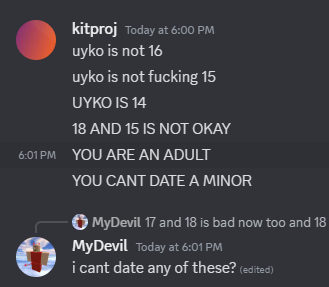 kitproj Today at 6:00 PM
uyko is not 16
uyko is not fucking 15
UYKO IS 14
18 AND 15 IS NOT OKAY
6:01 PM YOU ARE AN ADULT
YOU CANT DATE A MINOR
MyDevil 17 and 18 is bad now too and 18
MyDevil Today at 6:01 PM
i cant date any of these? (edited)